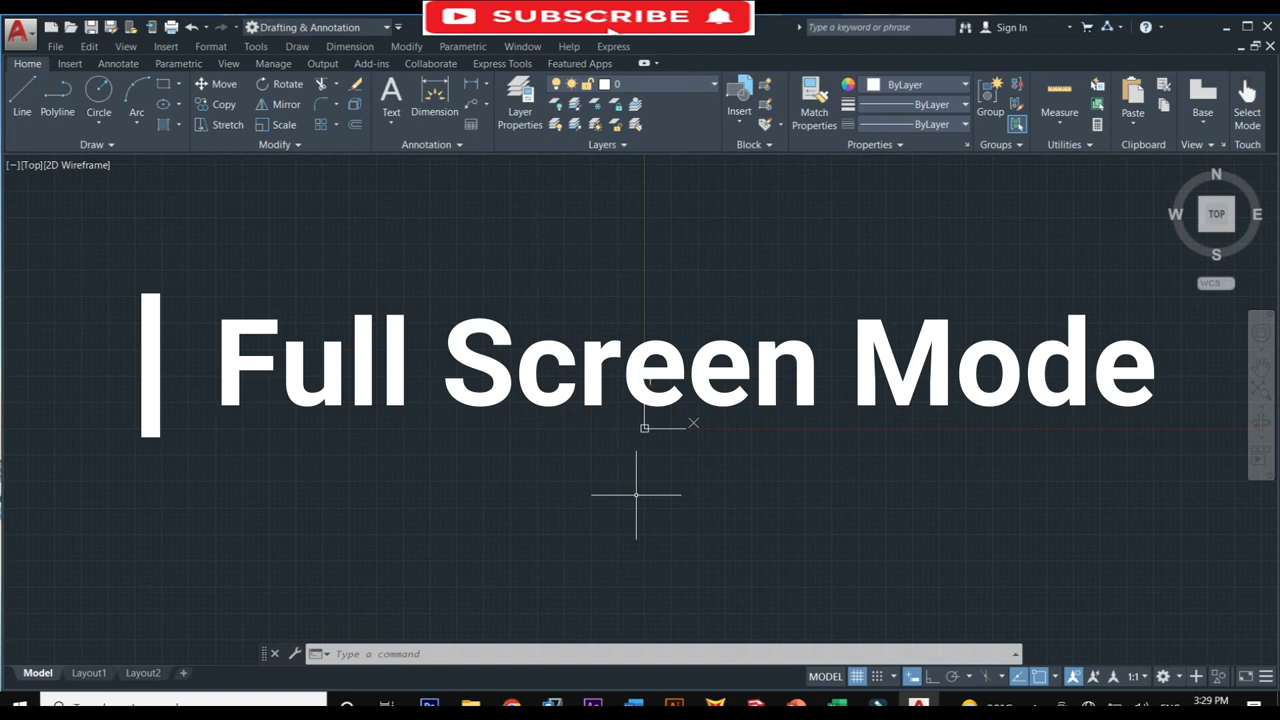 SUBSCRIBE
Drafting & Annotation
Type a keyword or phrase
Sign In
File Edit View Insert Format Tools Draw Dimension Modify Parametric Window Help Express
Home Insert Annotate Parametric View Manage Output Add-ins Collaborate Express Tools Featured Apps
Line Polyline Circle Arc
Move Rotate
Copy Mirror
Stretch Scale
Text Dimension
Layer Properties
0
Insert
Match Properties
ByLayer
ByLayer
ByLayer
Group
Measure
Paste
Base
Select Mode
Draw Modify Annotation Layers Block Properties Groups Utilities Clipboard View Touch
[−][Top][2D Wireframe]
N
W TOP E
S
WCS
Full Screen Mode
X
Type a command
Model Layout1 Layout2
MODEL
1:1
3:29 PM